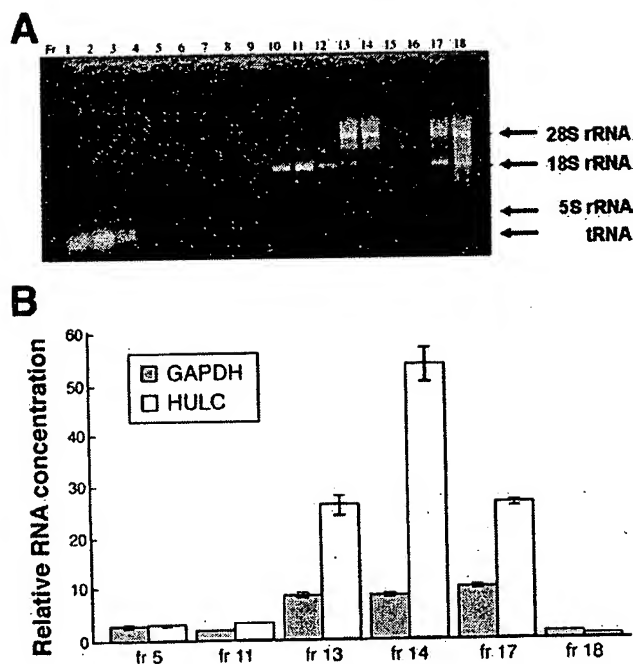 A
Fr 1 2 3 4 5 6 7 8 9 10 11 12 13 14 15 16 17 18
28S rRNA
18S rRNA
5S rRNA
tRNA
B
60
50
40
30
20
10
0
Relative RNA concentration
GAPDH
HULC
fr 5 fr 11 fr 13 fr 14 fr 17 fr 18